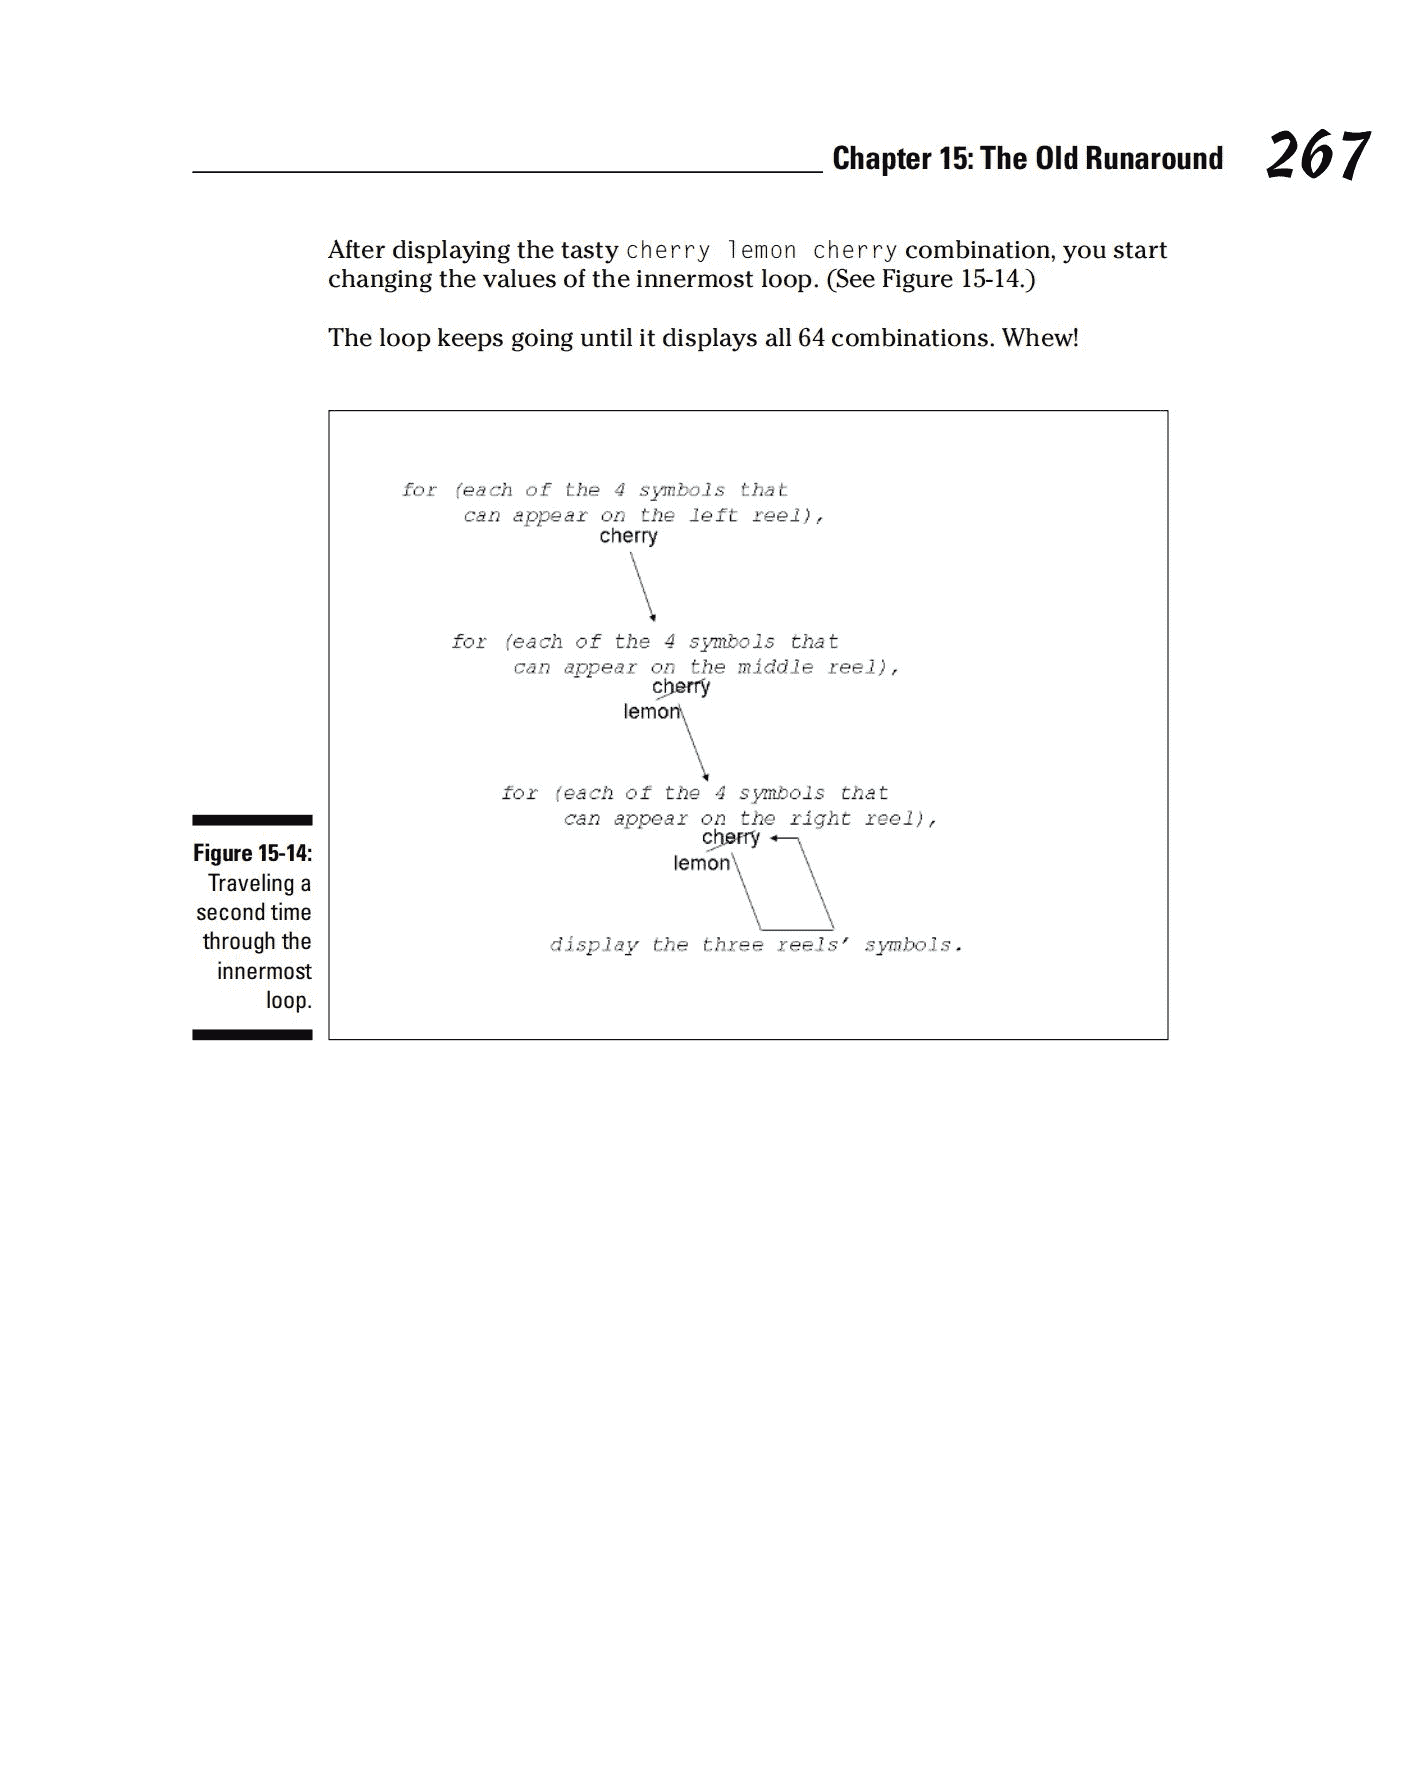 Chapter 15: The Old Runaround 267
After displaying the tasty cherry lemon cherry combination, you start
changing the values of the innermost loop. (See Figure 15-14.)
The loop keeps going until it displays all 64 combinations. Whew!
for (each of the 4 symbols that
can appear on the left reel),
cherry
for (each of the 4 symbols that
can appear on the middle reel),
cherry
lemon
for (each of the 4 symbols that
can appear on the right reel),
cherry
lemon
display the three reels' symbols.
Figure 15-14:
Traveling a
second time
through the
innermost
loop.